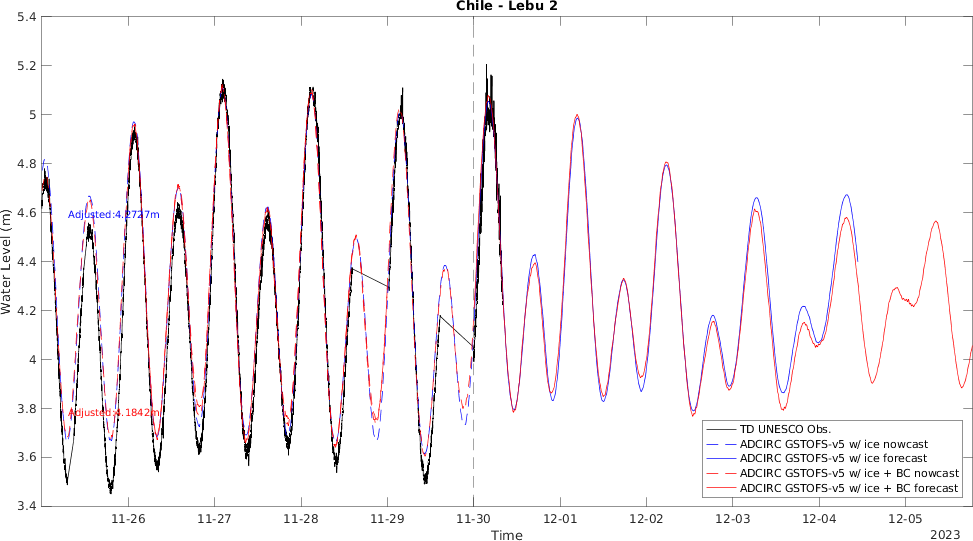 Chile - Lebu 2
5.4
5.2
5
4.8
4.6
4.4
4.2
4
3.8
3.6
3.4
Water Level (m)
Adjusted:4.2727m
Adjusted:4.1842m
TD UNESCO Obs.
ADCIRC GSTOFS-v5 w/ ice nowcast
ADCIRC GSTOFS-v5 w/ ice forecast
ADCIRC GSTOFS-v5 w/ ice + BC nowcast
ADCIRC GSTOFS-v5 w/ ice + BC forecast
11-26 11-27 11-28 11-29 11-30 12-01 12-02 12-03 12-04 12-05
Time
2023